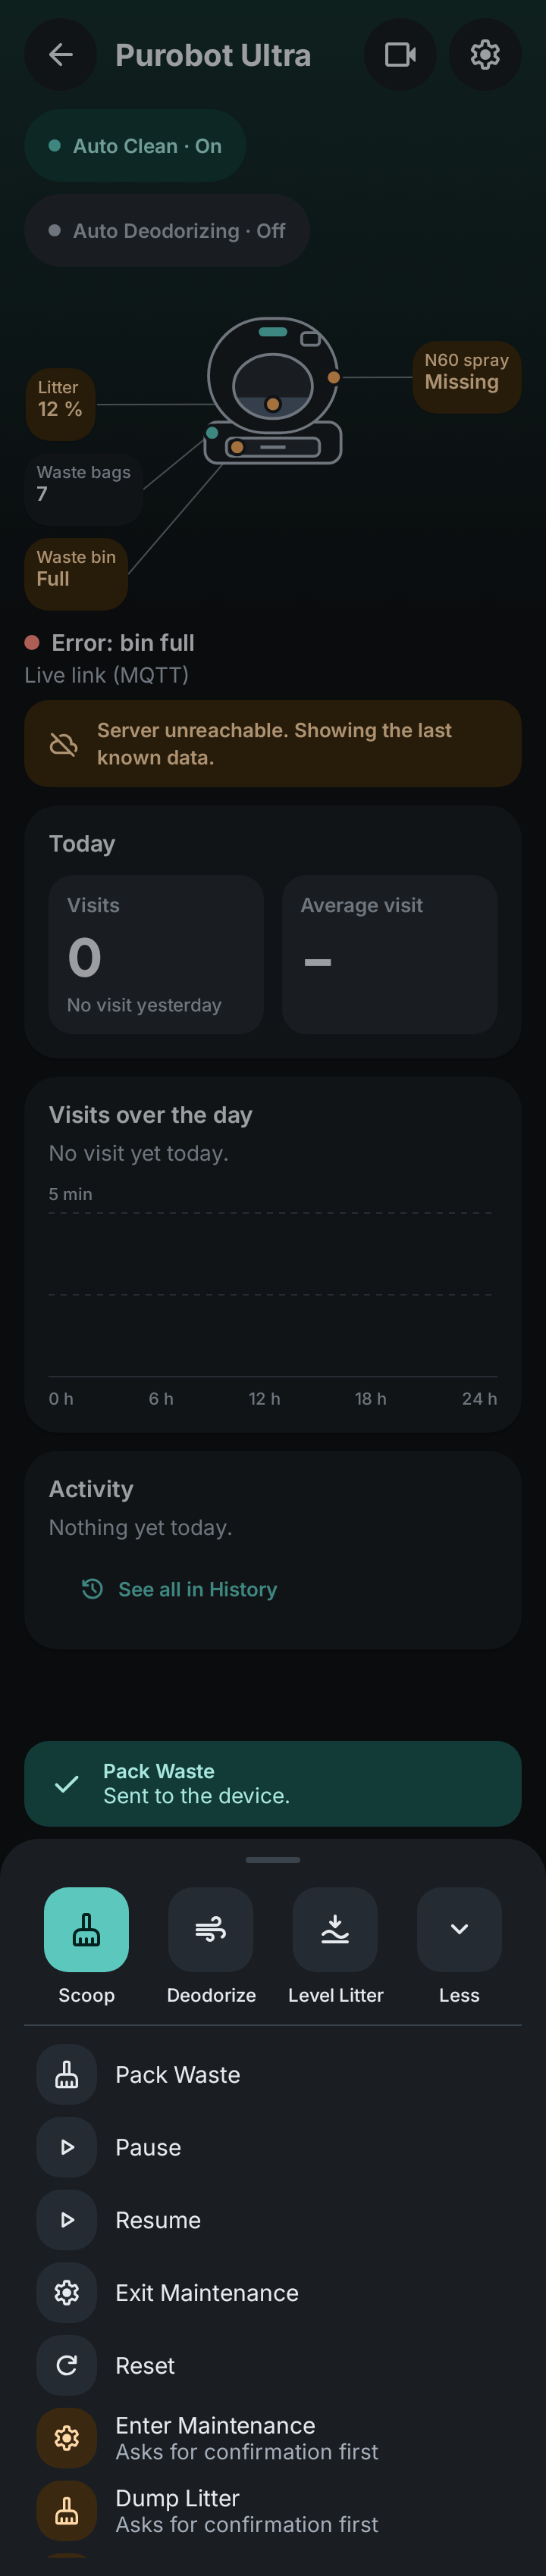 Purobot Ultra
Auto Clean · On
Auto Deodorizing · Off
N60 spray
Missing
Litter
12 %
Waste bags
7
Waste bin
Full
Error: bin full
Live link (MQTT)
Server unreachable. Showing the last
known data.
Today
Visits
0
No visit yesterday
Average visit
–
Visits over the day
No visit yet today.
5 min
0 h 6 h 12 h 18 h 24 h
Activity
Nothing yet today.
See all in History
Pack Waste
Sent to the device.
Scoop Deodorize Level Litter Less
Pack Waste
Pause
Resume
Exit Maintenance
Reset
Enter Maintenance
Asks for confirmation first
Dump Litter
Asks for confirmation first